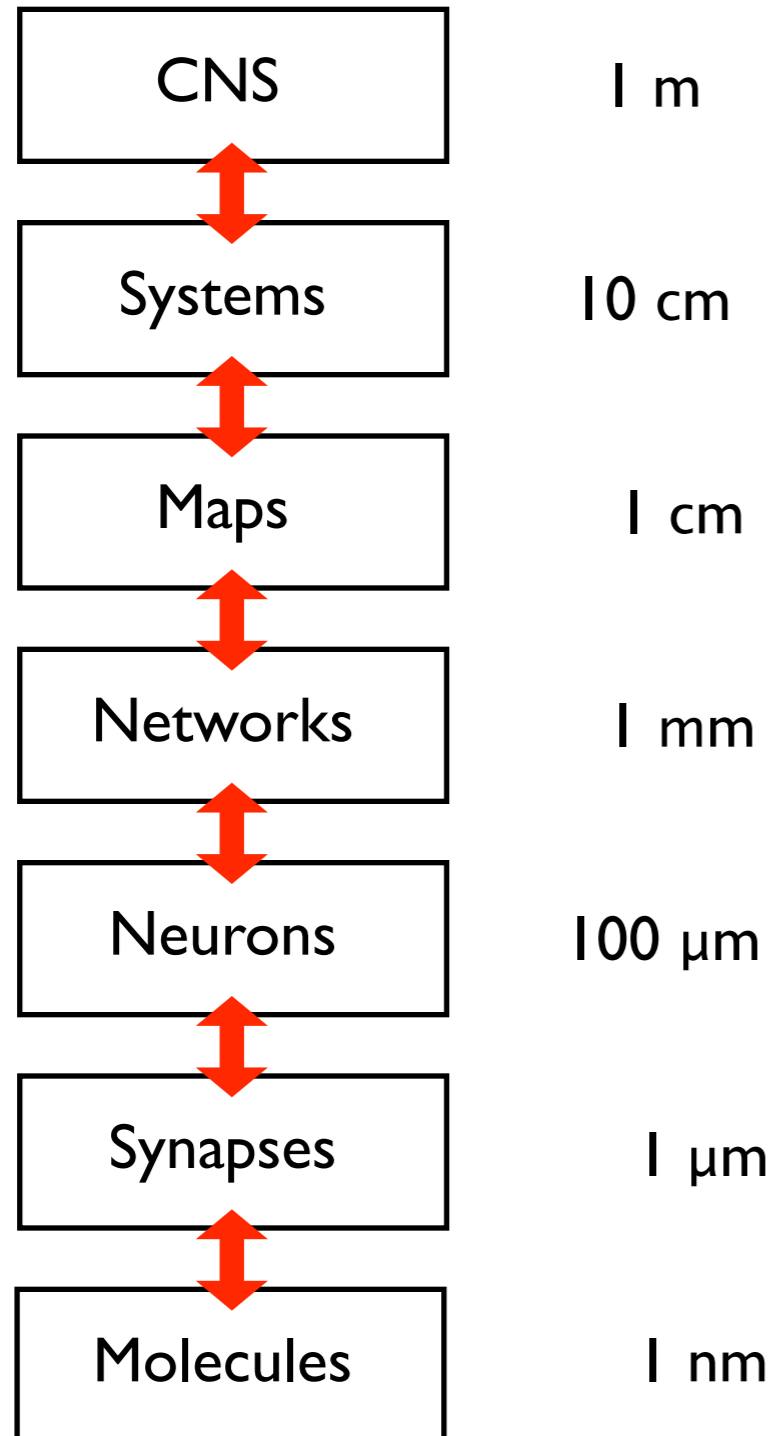 CNS 1 m
Systems 10 cm
Maps 1 cm
Networks 1 mm
Neurons 100 µm
Synapses 1 µm
Molecules 1 nm